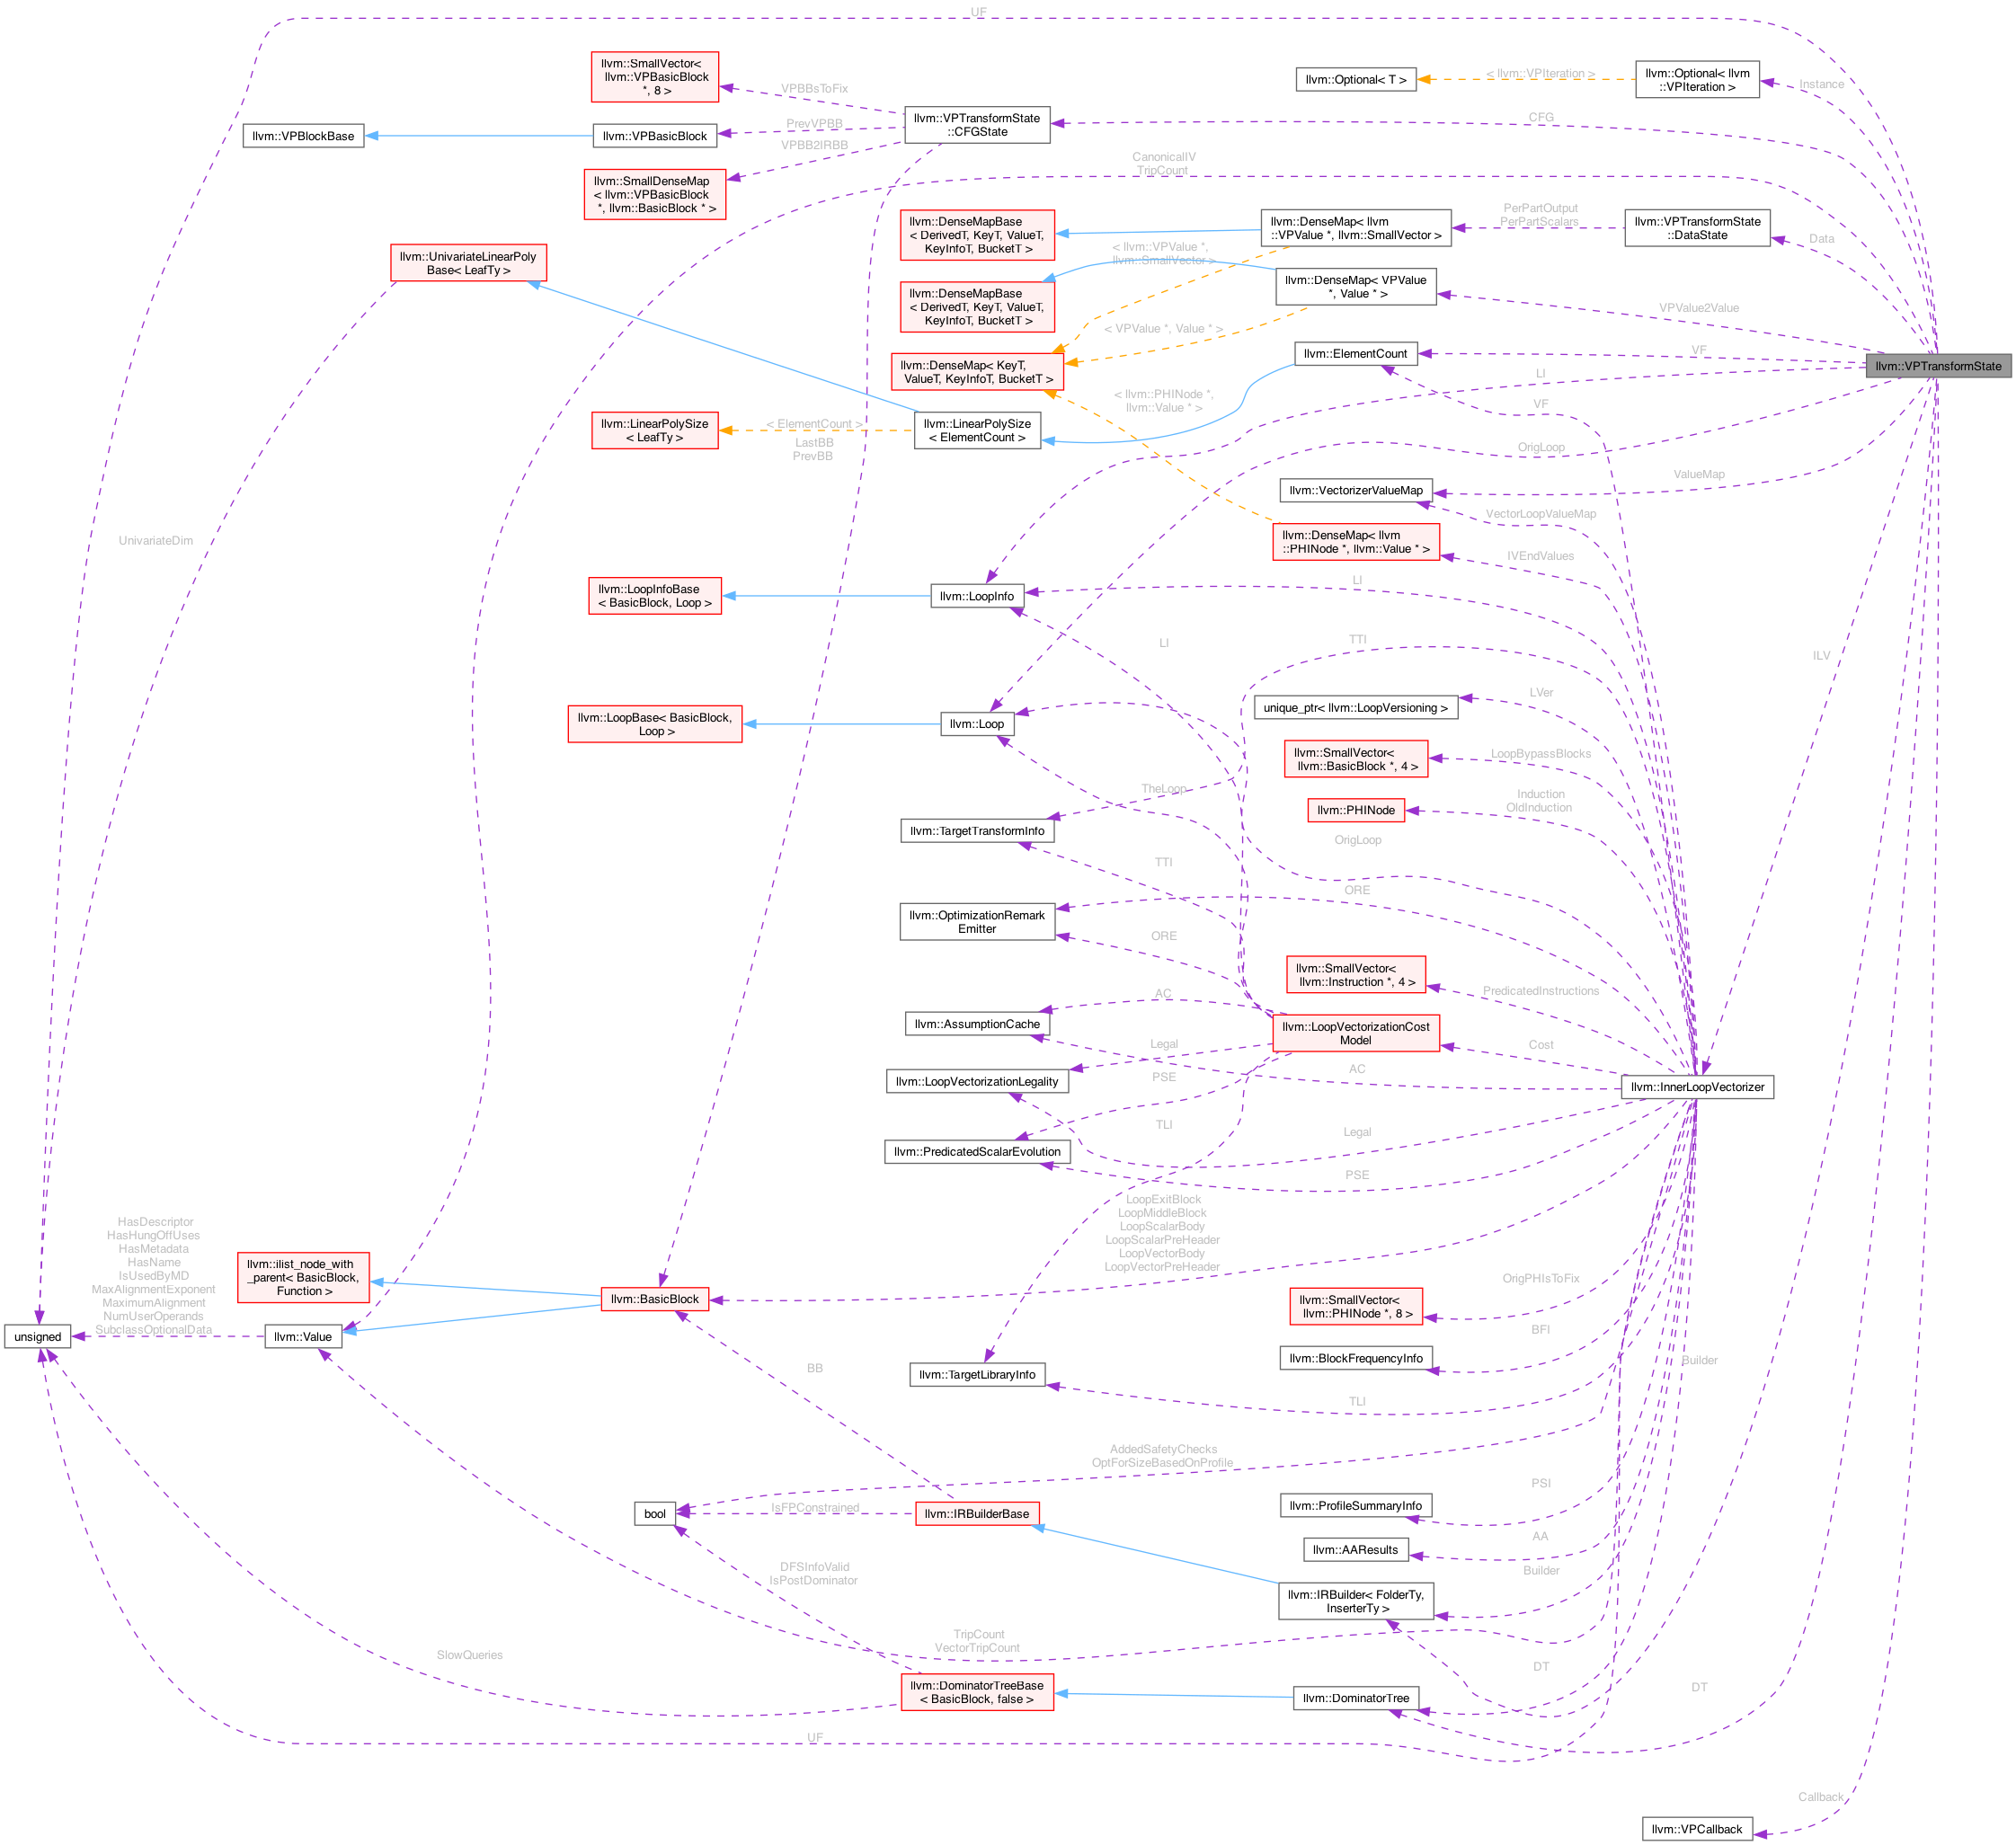 UF
llvm::SmallVector<
llvm::VPBasicBlock
*, 8 >
VPBBsToFix
llvm::Optional< T >
< llvm::VPIteration >
llvm::Optional< llvm
::VPIteration >
Instance
llvm::VPBlockBase
llvm::VPBasicBlock
PrevVPBB
VPBB2IRBB
llvm::VPTransformState
::CFGState
CFG
llvm::SmallDenseMap
< llvm::VPBasicBlock
*, llvm::BasicBlock * >
CanonicalIV
TripCount
llvm::DenseMapBase
< DerivedT, KeyT, ValueT,
KeyInfoT, BucketT >
llvm::DenseMap< llvm
::VPValue *, llvm::SmallVector >
PerPartOutput
PerPartScalars
llvm::VPTransformState
::DataState
Data
llvm::UnivariateLinearPoly
Base< LeafTy >
< llvm::VPValue *,
llvm::SmallVector >
llvm::DenseMapBase
< DerivedT, KeyT, ValueT,
KeyInfoT, BucketT >
llvm::DenseMap< VPValue
*, Value * >
VPValue2Value
< VPValue *, Value * >
llvm::DenseMap< KeyT,
ValueT, KeyInfoT, BucketT >
llvm::ElementCount
VF
llvm::VPTransformState
LI
VF
< llvm::PHINode *,
llvm::Value * >
llvm::LinearPolySize
< LeafTy >
< ElementCount >
llvm::LinearPolySize
< ElementCount >
LastBB
PrevBB
OrigLoop
ValueMap
llvm::VectorizerValueMap
VectorLoopValueMap
UnivariateDim
llvm::DenseMap< llvm
::PHINode *, llvm::Value * >
IVEndValues
llvm::LoopInfoBase
< BasicBlock, Loop >
llvm::LoopInfo
LI
LI
TTI
ILV
llvm::LoopBase< BasicBlock,
Loop >
llvm::Loop
unique_ptr< llvm::LoopVersioning >
LVer
llvm::SmallVector<
llvm::BasicBlock *, 4 >
LoopBypassBlocks
TheLoop
llvm::PHINode
Induction
OldInduction
llvm::TargetTransformInfo
TTI
OrigLoop
llvm::OptimizationRemark
Emitter
ORE
ORE
llvm::SmallVector<
llvm::Instruction *, 4 >
PredicatedInstructions
AC
llvm::AssumptionCache
llvm::LoopVectorizationCost
Model
Legal
Cost
AC
PSE
llvm::LoopVectorizationLegality
llvm::InnerLoopVectorizer
TLI
Legal
llvm::PredicatedScalarEvolution
PSE
LoopExitBlock
LoopMiddleBlock
LoopScalarBody
LoopScalarPreHeader
LoopVectorBody
LoopVectorPreHeader
HasDescriptor
HasHungOffUses
HasMetadata
HasName
IsUsedByMD
MaxAlignmentExponent
MaximumAlignment
NumUserOperands
SubclassOptionalData
llvm::ilist_node_with
_parent< BasicBlock,
Function >
llvm::BasicBlock
OrigPHIsToFix
llvm::SmallVector<
llvm::PHINode *, 8 >
unsigned
llvm::Value
BFI
llvm::BlockFrequencyInfo
Builder
BB
llvm::TargetLibraryInfo
TLI
AddedSafetyChecks
OptForSizeBasedOnProfile
bool
IsFPConstrained
llvm::IRBuilderBase
PSI
llvm::ProfileSummaryInfo
AA
llvm::AAResults
DFSInfoValid
IsPostDominator
Builder
llvm::IRBuilder< FolderTy,
InserterTy >
TripCount
VectorTripCount
SlowQueries
DT
DT
llvm::DominatorTreeBase
< BasicBlock, false >
llvm::DominatorTree
UF
Callback
llvm::VPCallback